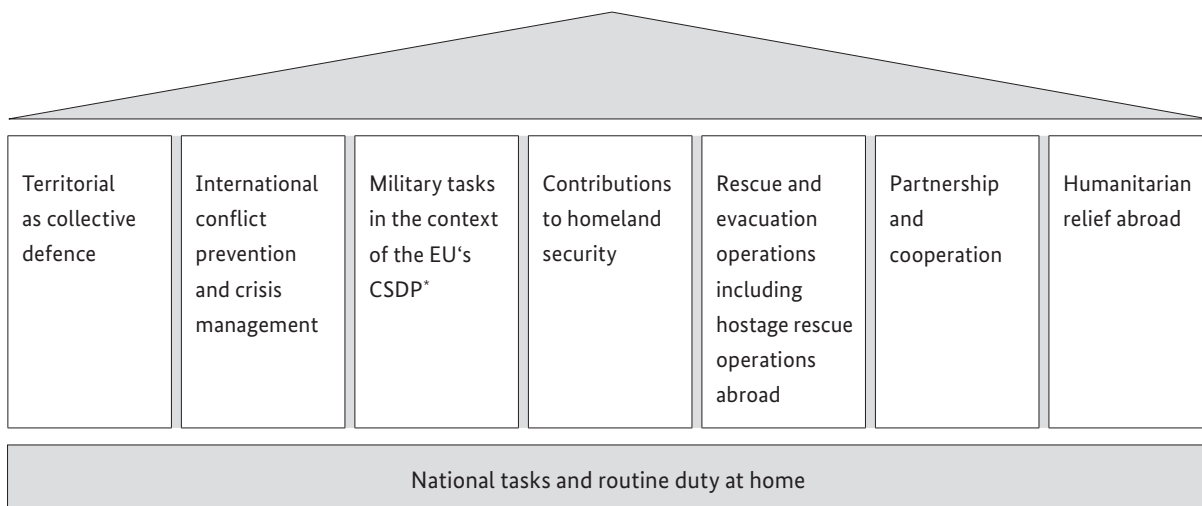 Territorial
as collective
defence
International
conflict
prevention
and crisis
management
Military tasks
in the context
of the EU‘s
CSDP*
Contributions
to homeland
security
Rescue and
evacuation
operations
including
hostage rescue
operations
abroad
Partnership
and
cooperation
Humanitarian
relief abroad
National tasks and routine duty at home